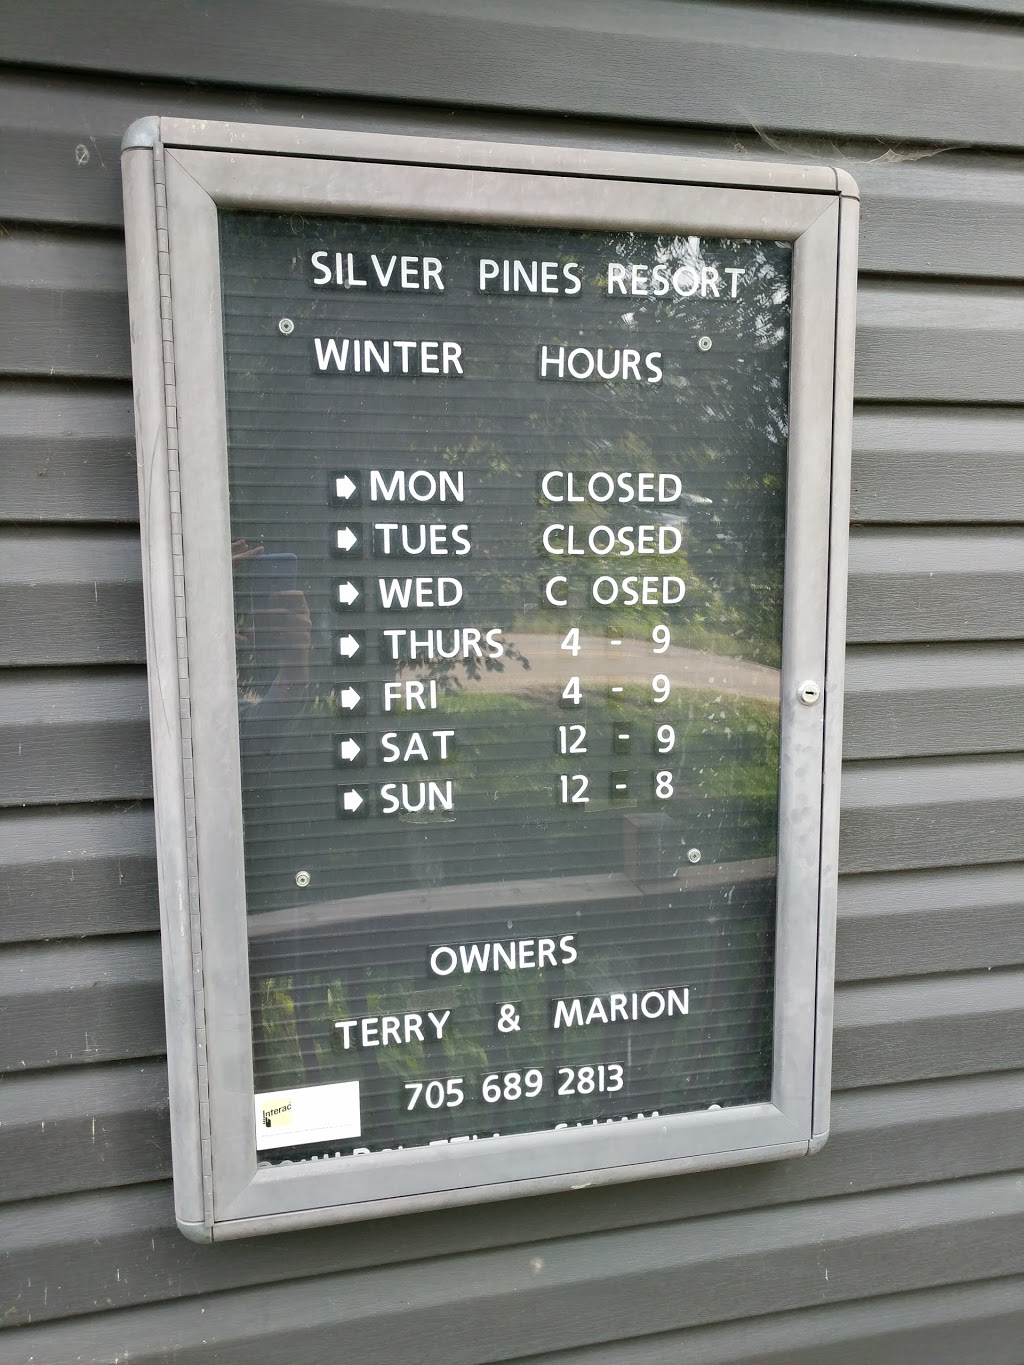 SILVER PINES RESORT
WINTER HOURS
MON CLOSED
TUES CLOSED
WED C OSED
THURS 4 - 9
FRI 4 - 9
SAT 12 - 9
SUN 12 - 8
OWNERS
TERRY & MARION
705 689 2813
Interac